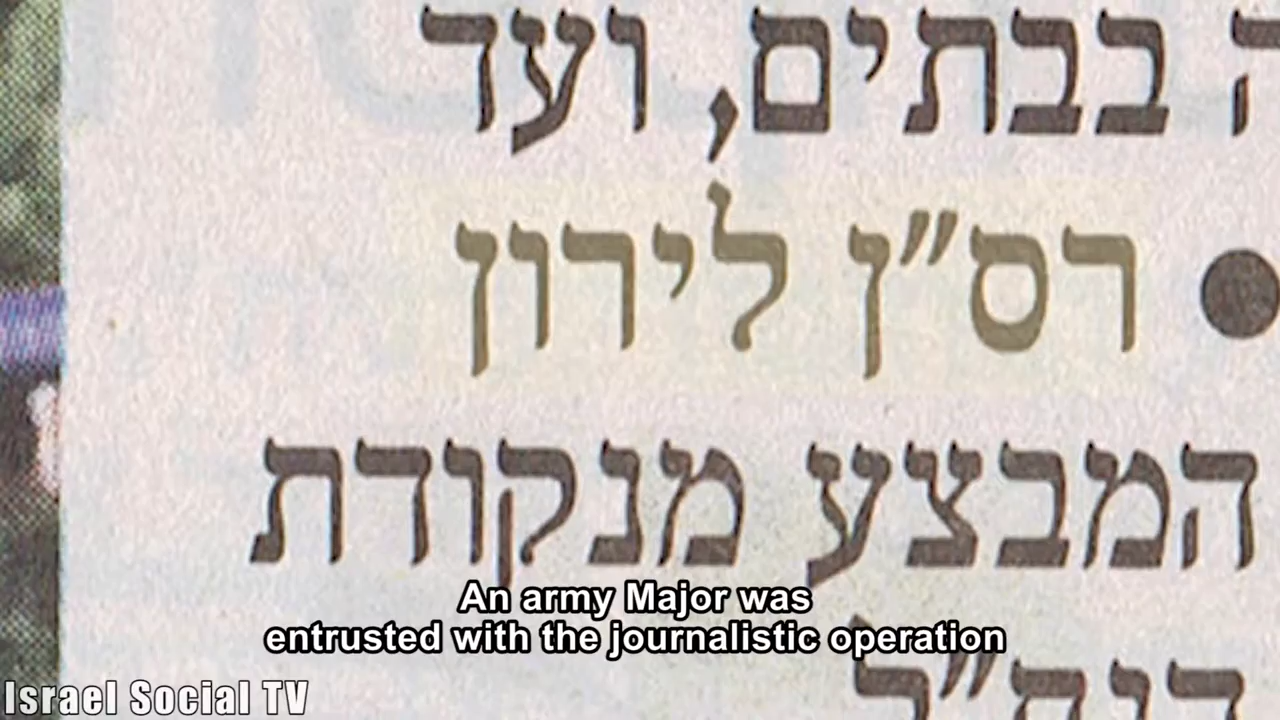 בבתים, ועד
● רס״ן לירון
המבצע מנקודת
An army Major was
entrusted with the journalistic operation
Israel Social TV